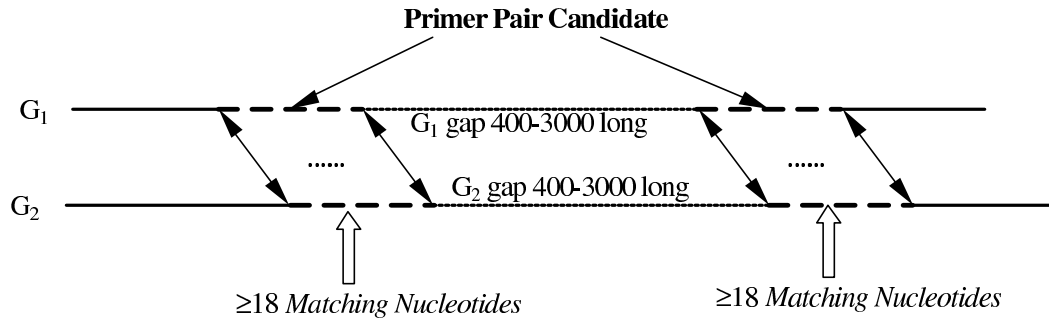 Primer Pair Candidate
G₁
G₁ gap 400-3000 long
......
......
G₂ gap 400-3000 long
G₂
≥18 Matching Nucleotides
≥18 Matching Nucleotides